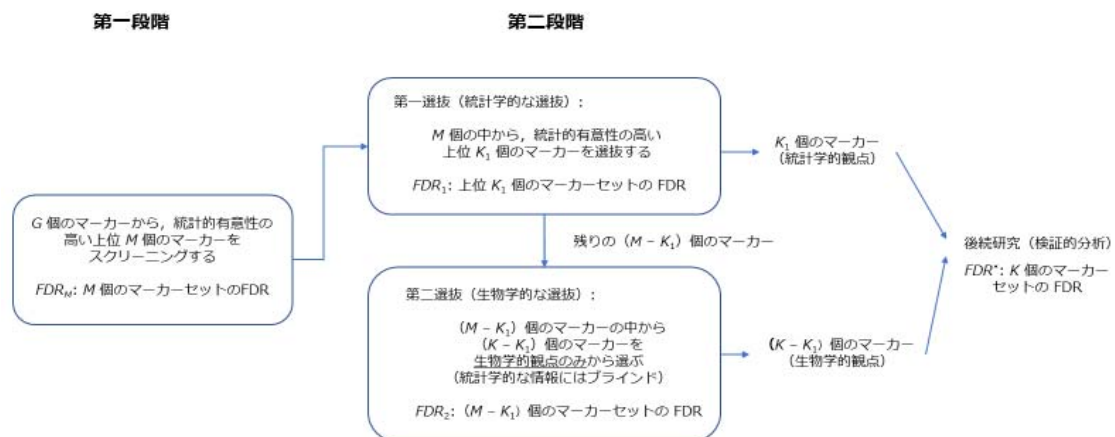 第一段階
第二段階
G 個のマーカーから，統計的有意性の
高い上位 M 個のマーカーを
スクリーニングする
FDRM: M 個のマーカーセットのFDR
第一選抜（統計学的な選抜）:
M 個の中から，統計的有意性の高い
上位 K1 個のマーカーを選抜する
FDR1: 上位 K1 個のマーカーセットの FDR
K1 個のマーカー
（統計学的観点）
残りの（M – K1）個のマーカー
第二選抜（生物学的な選抜）:
（M – K1）個のマーカーの中から
（K – K1）個のマーカーを
生物学的観点のみから選ぶ
（統計学的な情報にはブラインド）
FDR2:（M – K1）個のマーカーセットの FDR
（K – K1）個のマーカー
（生物学的観点）
後続研究（検証的分析）
FDR*: K 個のマーカー
セットの FDR